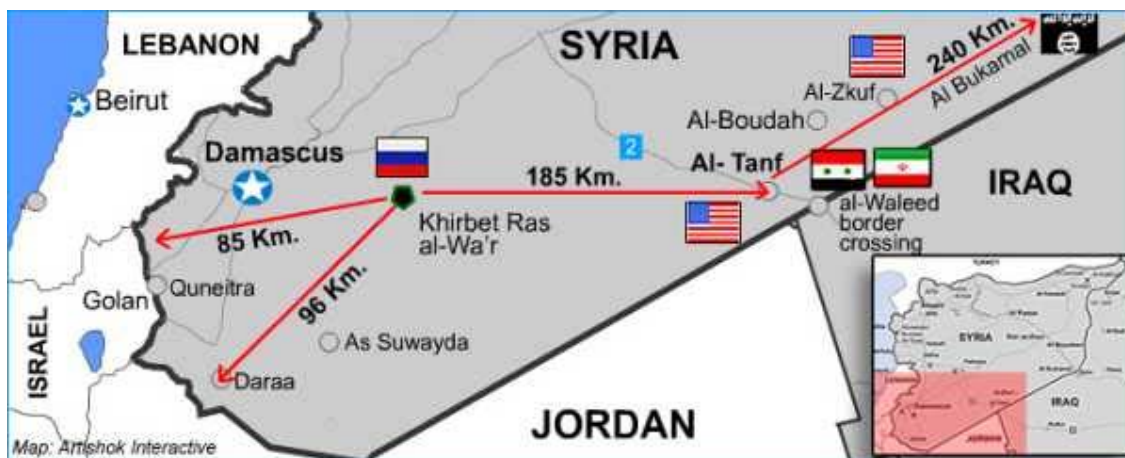 LEBANON
SYRIA
240 Km.
Al Bukamal
Beirut
Al-Zkuf
Al-Boudah
Damascus
2
Al- Tanf
185 Km.
IRAQ
Khirbet Ras
al-Wa'r
al-Waleed
border
crossing
85 Km.
96 Km.
Golan
Quneitra
ISRAEL
As Suwayda
Daraa
JORDAN
Map: Artishok Interactive
TURKEY
SYRIA
IRAQ
JORDAN